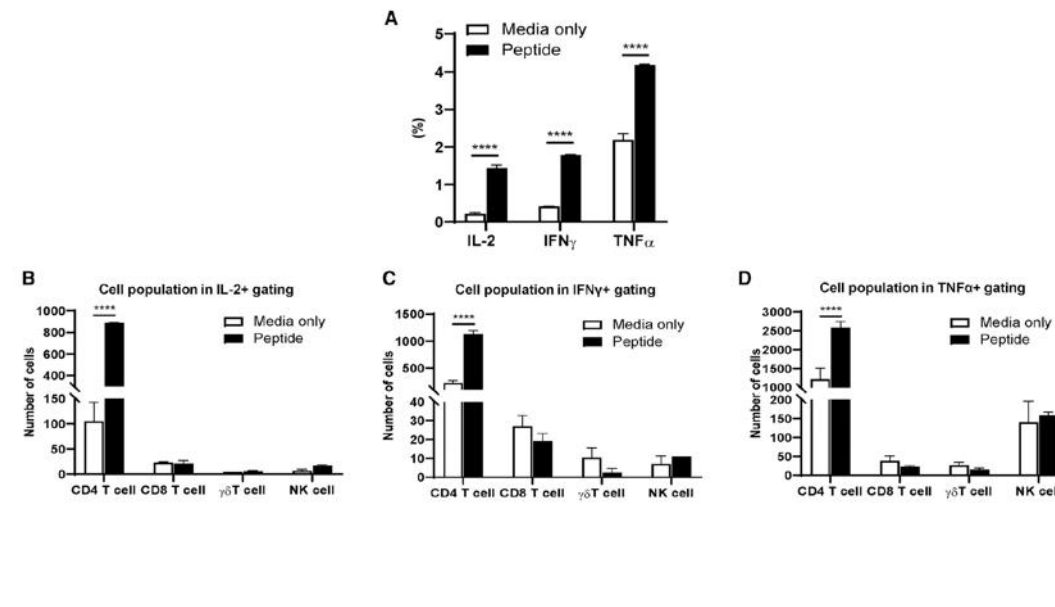 A
Media only
Peptide
(%)
5
4
3
2
1
0
****
****
****
IL-2 IFNγ TNFα
B
Cell population in IL-2+ gating
Media only
Peptide
Number of cells
1000
800
600
400
150
100
50
0
****
CD4 T cell CD8 T cell γδT cell NK cell
C
Cell population in IFNγ+ gating
Media only
Peptide
Number of cells
1500
1000
500
40
30
20
10
0
****
CD4 T cell CD8 T cell γδT cell NK cell
D
Cell population in TNFα+ gating
Media only
Peptide
Number of cells
3000
2500
2000
1500
1000
200
150
100
50
0
****
CD4 T cell CD8 T cell γδT cell NK cel